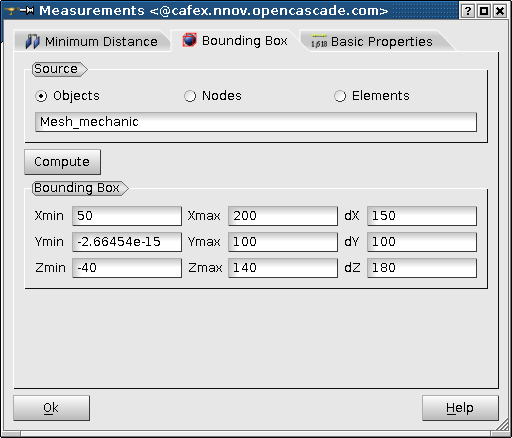 Measurements <@cafex.nnov.opencascade.com>
Minimum Distance Bounding Box 1,618 Basic Properties
Source
Objects Nodes Elements
Mesh_mechanic
Compute
Bounding Box
Xmin 50 Xmax 200 dX 150
Ymin -2.66454e-15 Ymax 100 dY 100
Zmin -40 Zmax 140 dZ 180
Ok Help